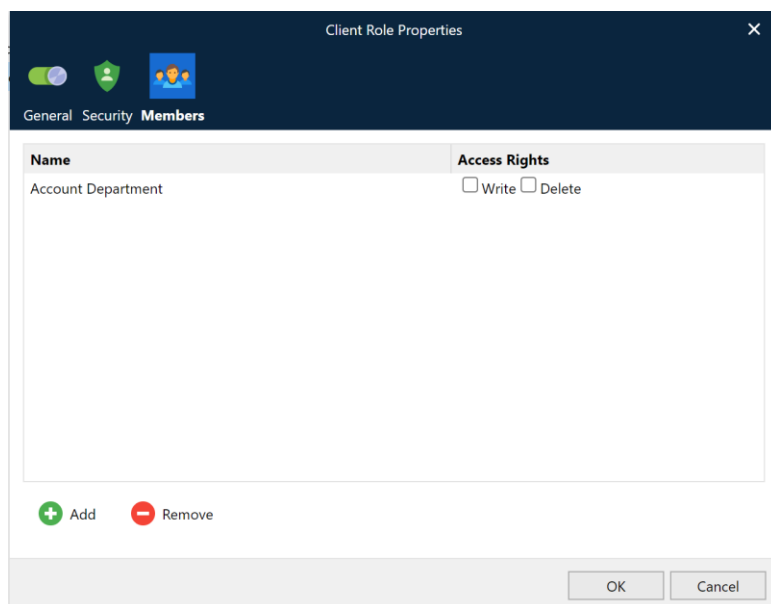 Client Role Properties
General Security Members
Name Access Rights
Account Department Write Delete
Add Remove
OK Cancel